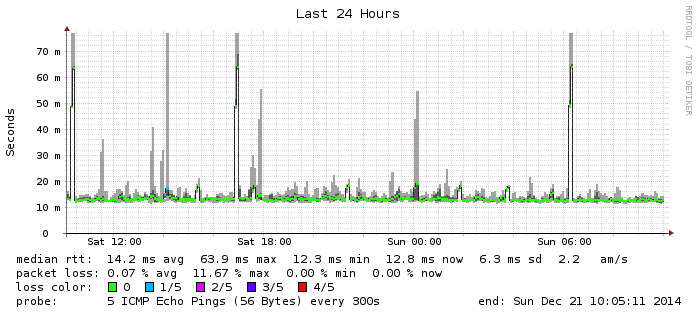 Last 24 Hours
RRDTOOL / TOBI OETIKER
Seconds
70 m
60 m
50 m
40 m
30 m
20 m
10 m
0
Sat 12:00 Sat 18:00 Sun 00:00 Sun 06:00
median rtt: 14.2 ms avg 63.9 ms max 12.3 ms min 12.8 ms now 6.3 ms sd 2.2 am/s
packet loss: 0.07 % avg 11.67 % max 0.00 % min 0.00 % now
loss color: 0 1/5 2/5 3/5 4/5
probe: 5 ICMP Echo Pings (56 Bytes) every 300s end: Sun Dec 21 10:05:11 2014